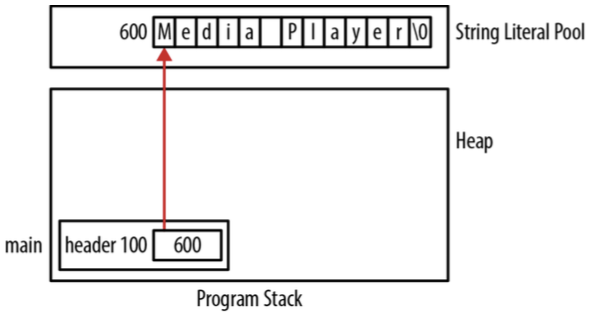 600 M e d i a P l a y e r \0 String Literal Pool
Heap
main header 100 600
Program Stack